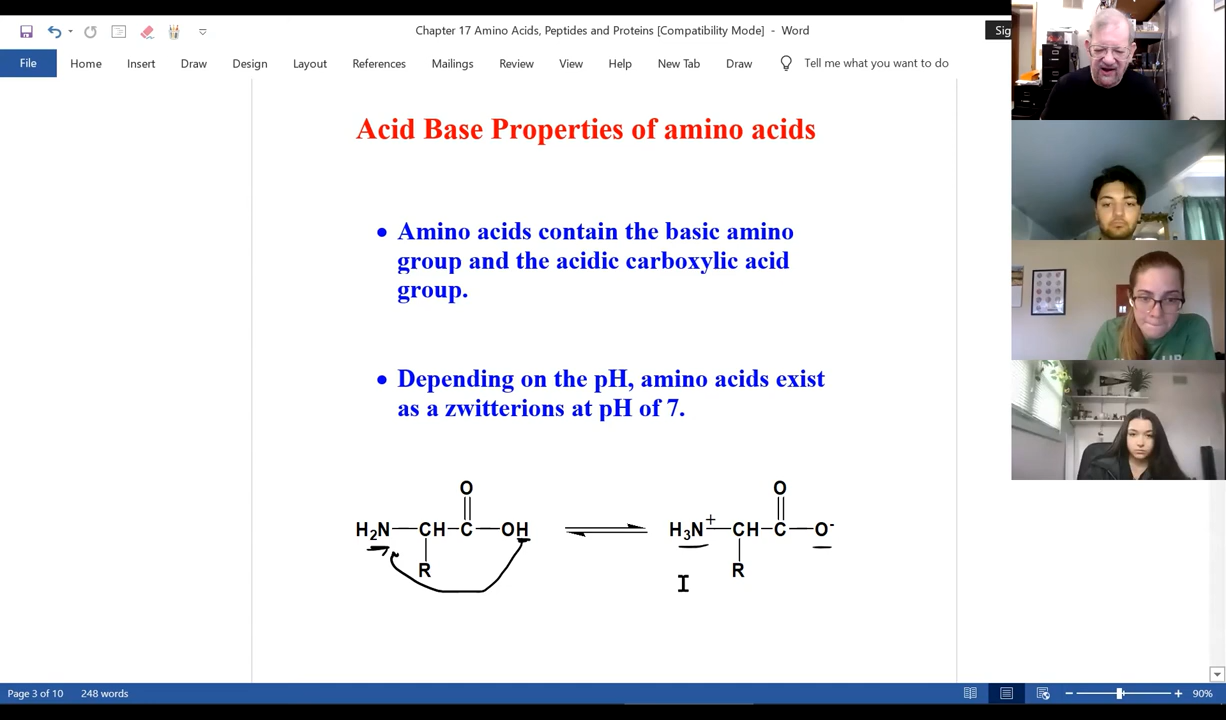 Chapter 17 Amino Acids, Peptides and Proteins [Compatibility Mode] - Word
Sig
File Home Insert Draw Design Layout References Mailings Review View Help New Tab Draw Tell me what you want to do
Acid Base Properties of amino acids
• Amino acids contain the basic amino
group and the acidic carboxylic acid
group.
• Depending on the pH, amino acids exist
as a zwitterions at pH of 7.
O O
H₂N—CH—C—OH H₃N⁺—CH—C—O⁻
R R
Page 3 of 10 248 words 90%